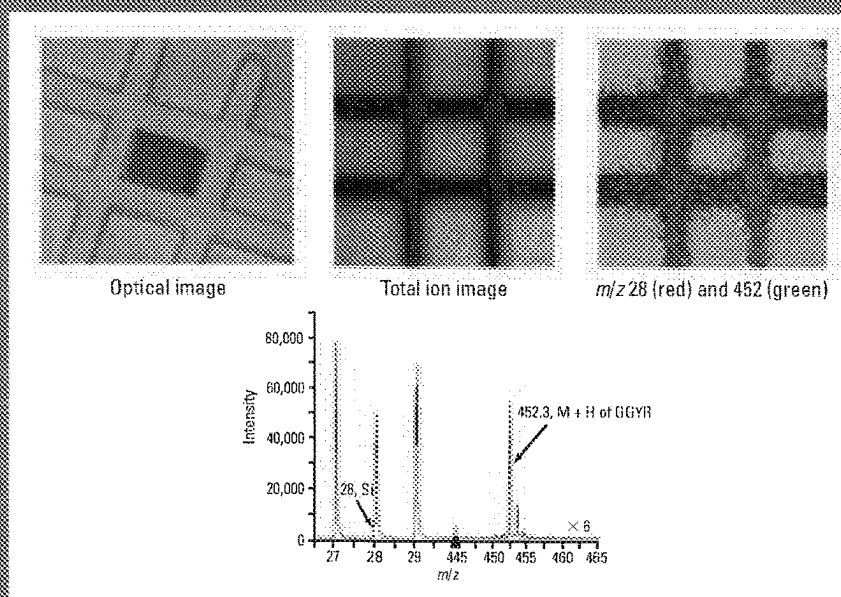 Optical image
Total ion image
m/z 28 (red) and 452 (green)
80,000
60,000
40,000
20,000
0
Intensity
452.3, M + H of GGYR
28, Si
× 6
27 28 29 445 450 455 460 465
m/z